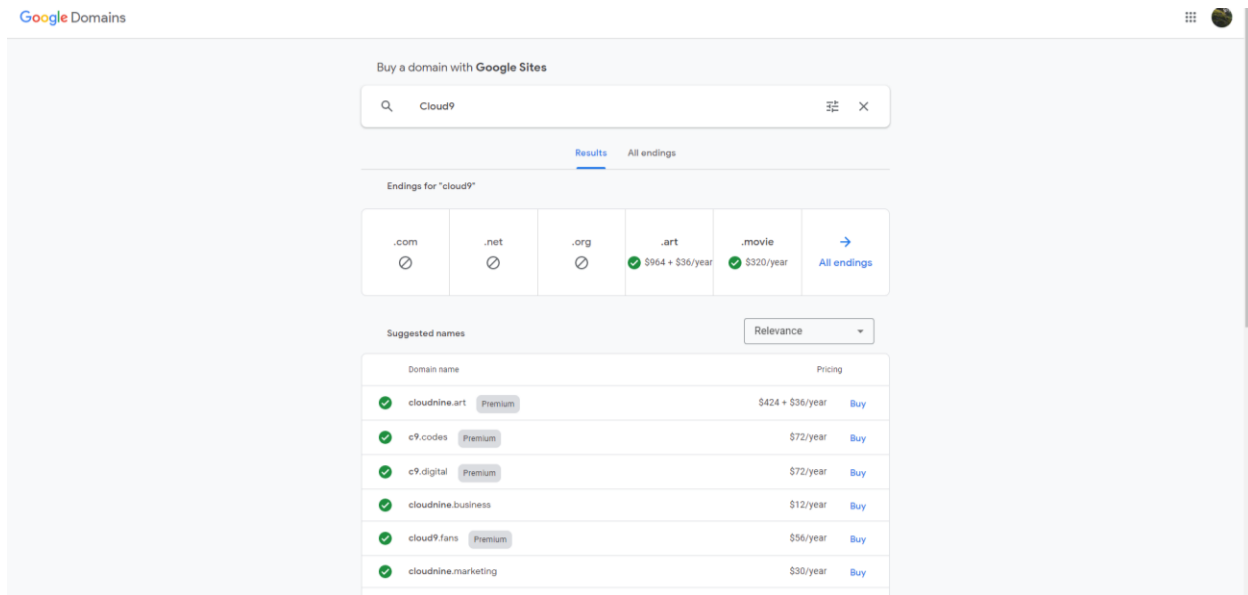 Google Domains
Buy a domain with Google Sites
Cloud9
Results All endings
Endings for "cloud9"
.com .net .org .art .movie
$964 + $36/year $320/year All endings
Suggested names Relevance
Domain name Pricing
cloudnine.art Premium $424 + $36/year Buy
c9.codes Premium $72/year Buy
c9.digital Premium $72/year Buy
cloudnine.business $12/year Buy
cloud9.fans Premium $56/year Buy
cloudnine.marketing $30/year Buy